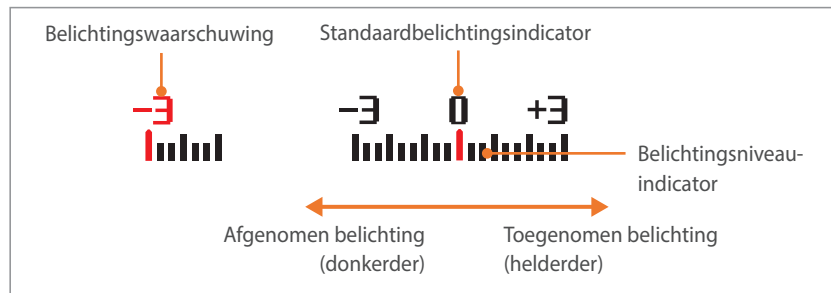 Belichtingswaarschuwing
Standaardbelichtingsindicator
−3
−3 0 +3
Belichtingsniveau-
indicator
Afgenomen belichting
(donkerder)
Toegenomen belichting
(helderder)